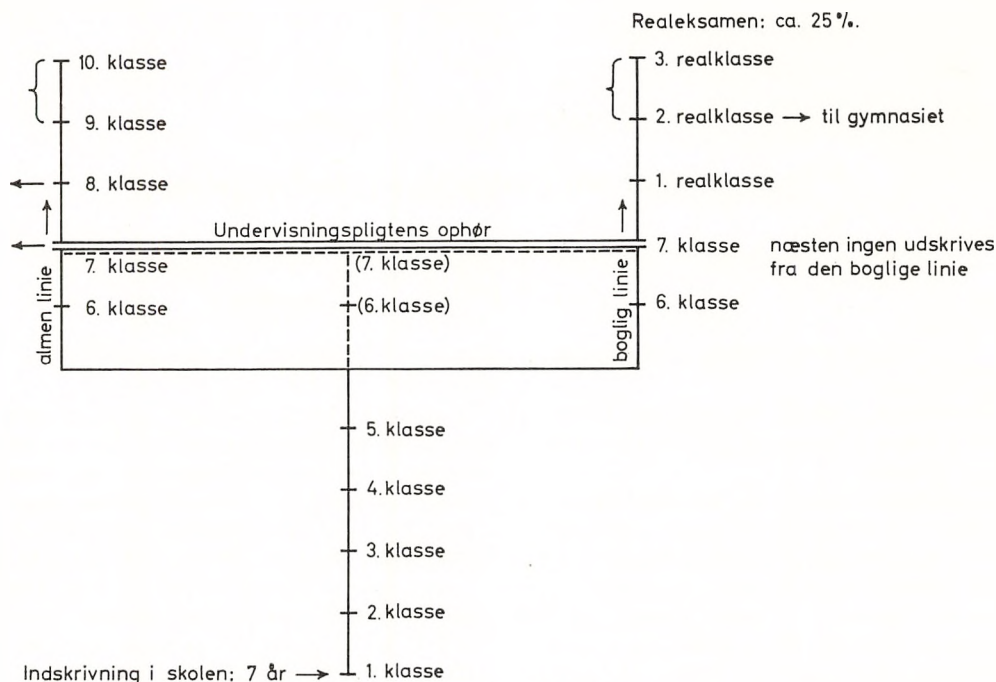 Realeksamen: ca. 25%.
10. klasse
9. klasse
8. klasse
3. realklasse
2. realklasse → til gymnasiet
1. realklasse
Undervisningspligtens ophør
almen linie
7. klasse
6. klasse
(7. klasse)
(6. klasse)
boglig linie
7. klasse næsten ingen udskrives
fra den boglige linie
6. klasse
5. klasse
4. klasse
3. klasse
2. klasse
Indskrivning i skolen: 7 år → 1. klasse